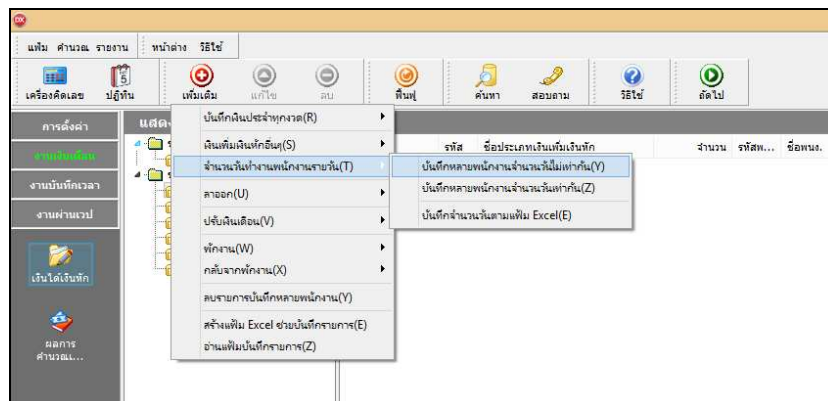 DX
แฟ้ม คำนวณ รายงาน หน้าต่าง วิธีใช้
เครื่องคิดเลข ปฏิทิน เพิ่มเติม แก้ไข ลบ พื้นฟู ค้นหา สอบถาม วิธีใช้ ถัดไป
การตั้งค่า
งานเงินเดือน
งานบันทึกเวลา
งานผ่านเวป
เงินได้เงินหัก
ผลการ
คำนวณ...
แสดง
บันทึกเงินประจำทุกงวด(R)
เงินเพิ่มเงินหักอื่นๆ(S)
จำนวนวันทำงานพนักงานรายวัน(T)
ลาออก(U)
ปรับเงินเดือน(V)
พักงาน(W)
กลับจากพักงาน(X)
ลบรายการบันทึกหลายพนักงาน(Y)
สร้างแฟ้ม Excel ช่วยบันทึกรายการ(E)
อ่านแฟ้มบันทึกรายการ(Z)
รหัส ชื่อประเภทเงินเพิ่มเงินหัก จำนวน รหัสพ... ชื่อพนง.
บันทึกหลายพนักงานจำนวนวันไม่เท่ากัน(Y)
บันทึกหลายพนักงานจำนวนวันเท่ากัน(Z)
บันทึกจำนวนวันตามแฟ้ม Excel(E)